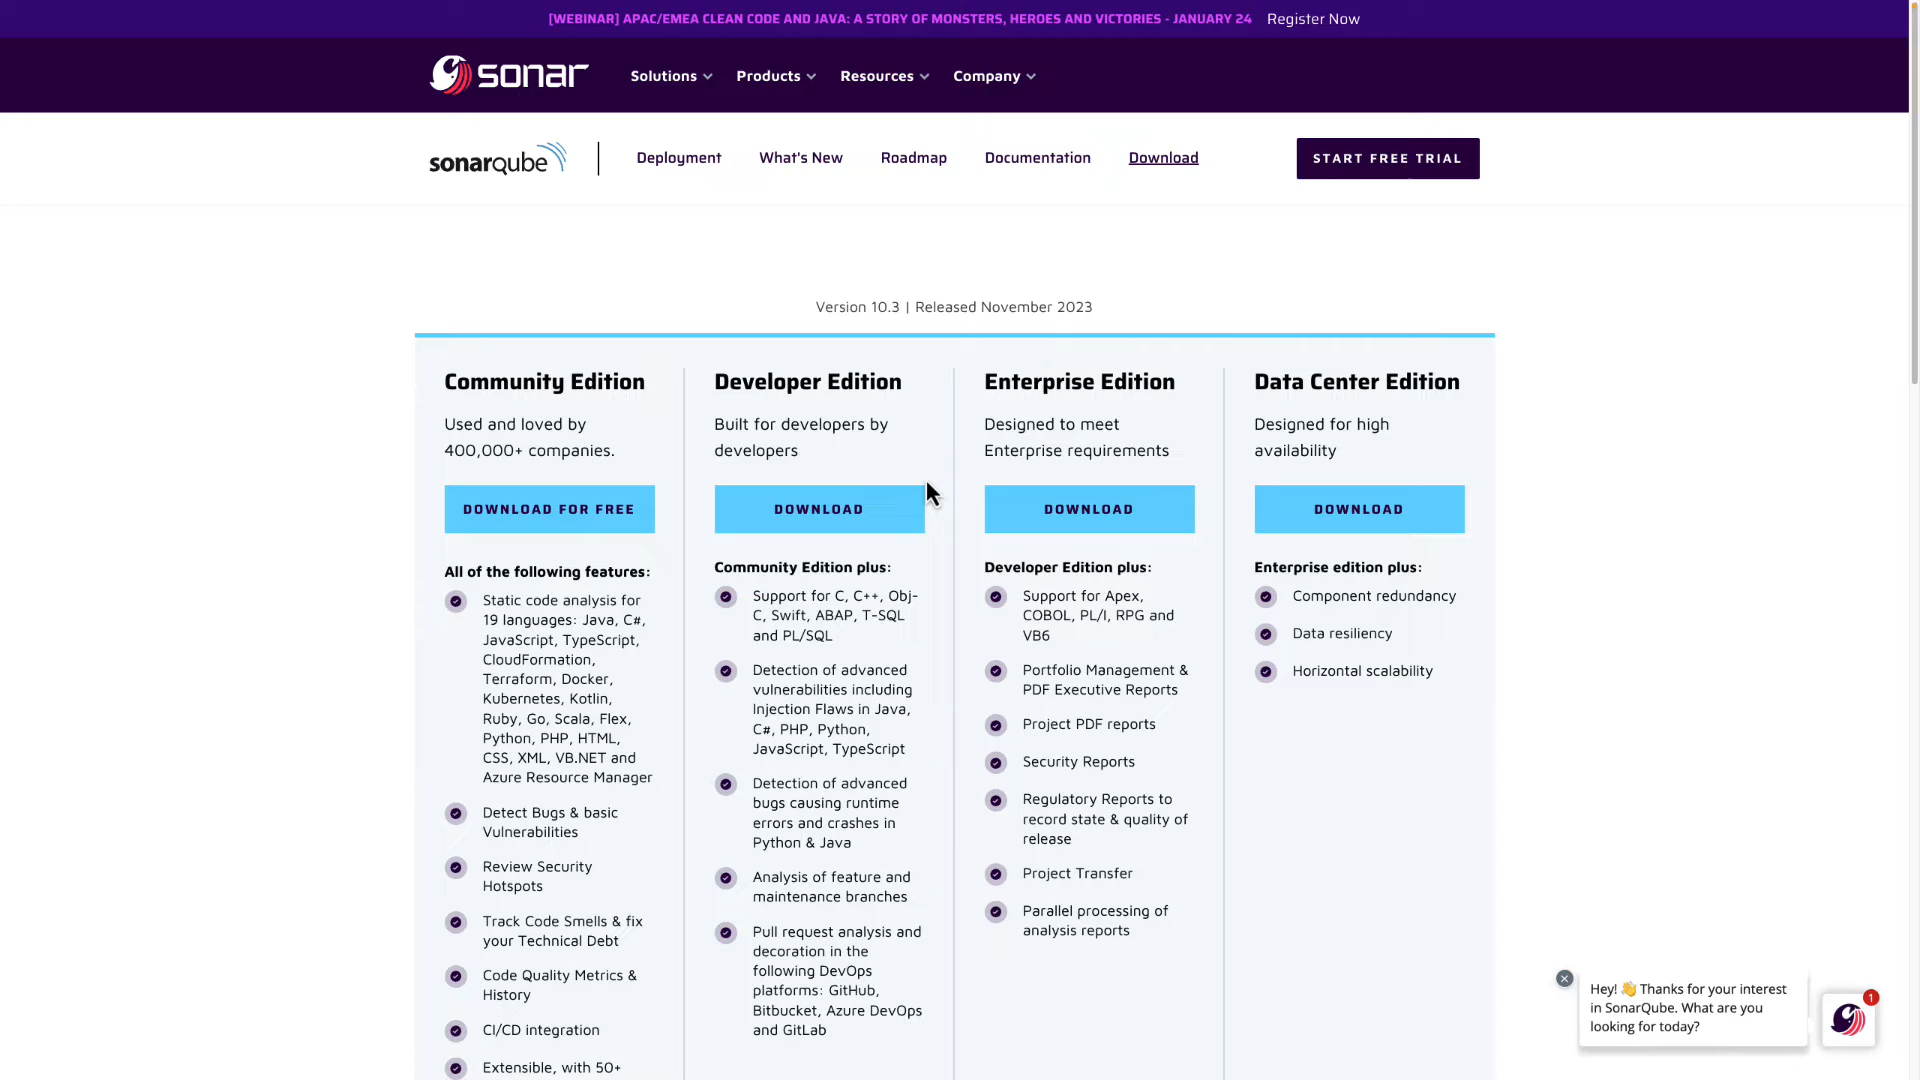 [WEBINAR] APAC/EMEA CLEAN CODE AND JAVA: A STORY OF MONSTERS, HEROES AND VICTORIES - JANUARY 24 Register Now
sonar Solutions Products Resources Company
sonarqube Deployment What's New Roadmap Documentation Download START FREE TRIAL
Version 10.3 | Released November 2023
Community Edition
Used and loved by
400,000+ companies.
DOWNLOAD FOR FREE
All of the following features:
Static code analysis for
19 languages: Java, C#,
JavaScript, TypeScript,
CloudFormation,
Terraform, Docker,
Kubernetes, Kotlin,
Ruby, Go, Scala, Flex,
Python, PHP, HTML,
CSS, XML, VB.NET and
Azure Resource Manager
Detect Bugs & basic
Vulnerabilities
Review Security
Hotspots
Track Code Smells & fix
your Technical Debt
Code Quality Metrics &
History
CI/CD integration
Extensible, with 50+
Developer Edition
Built for developers by
developers
DOWNLOAD
Community Edition plus:
Support for C, C++, Obj-
C, Swift, ABAP, T-SQL
and PL/SQL
Detection of advanced
vulnerabilities including
Injection Flaws in Java,
C#, PHP, Python,
JavaScript, TypeScript
Detection of advanced
bugs causing runtime
errors and crashes in
Python & Java
Analysis of feature and
maintenance branches
Pull request analysis and
decoration in the
following DevOps
platforms: GitHub,
Bitbucket, Azure DevOps
and GitLab
Enterprise Edition
Designed to meet
Enterprise requirements
DOWNLOAD
Developer Edition plus:
Support for Apex,
COBOL, PL/I, RPG and
VB6
Portfolio Management &
PDF Executive Reports
Project PDF reports
Security Reports
Regulatory Reports to
record state & quality of
release
Project Transfer
Parallel processing of
analysis reports
Data Center Edition
Designed for high
availability
DOWNLOAD
Enterprise edition plus:
Component redundancy
Data resiliency
Horizontal scalability
Hey! 👋 Thanks for your interest
in SonarQube. What are you
looking for today?
1